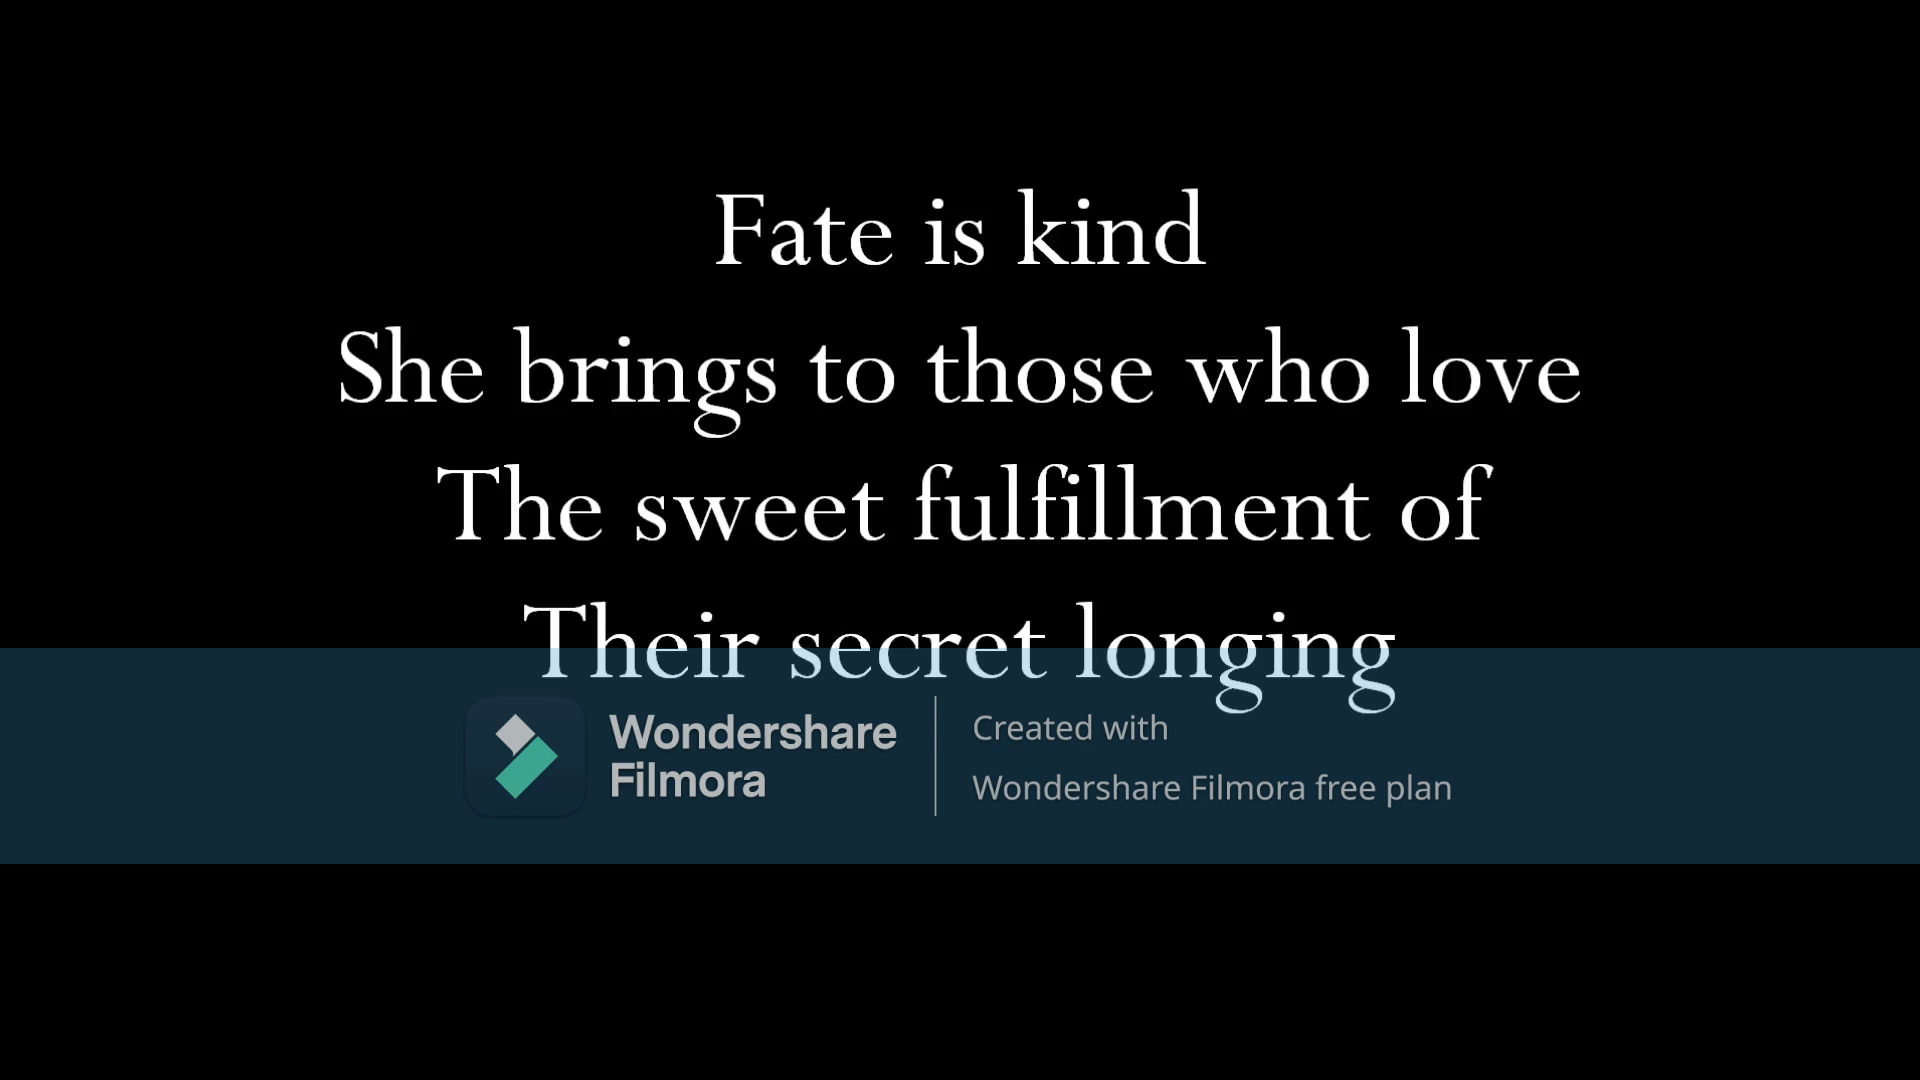 Fate is kind
She brings to those who love
The sweet fulfillment of
Their secret longing
Wondershare
Filmora
Created with
Wondershare Filmora free plan